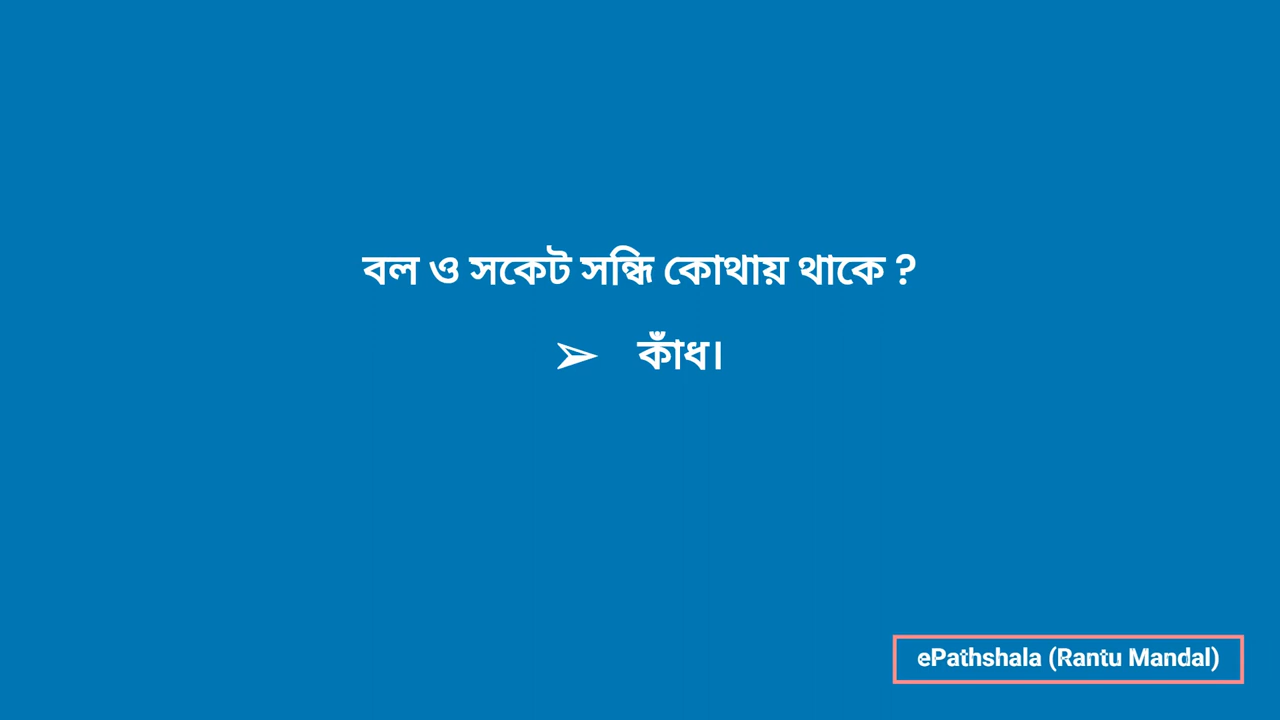 বল ও সকেট সন্ধি কোথায় থাকে ?
➢ কাঁধ।
ePathshala (Rantu Mandal)